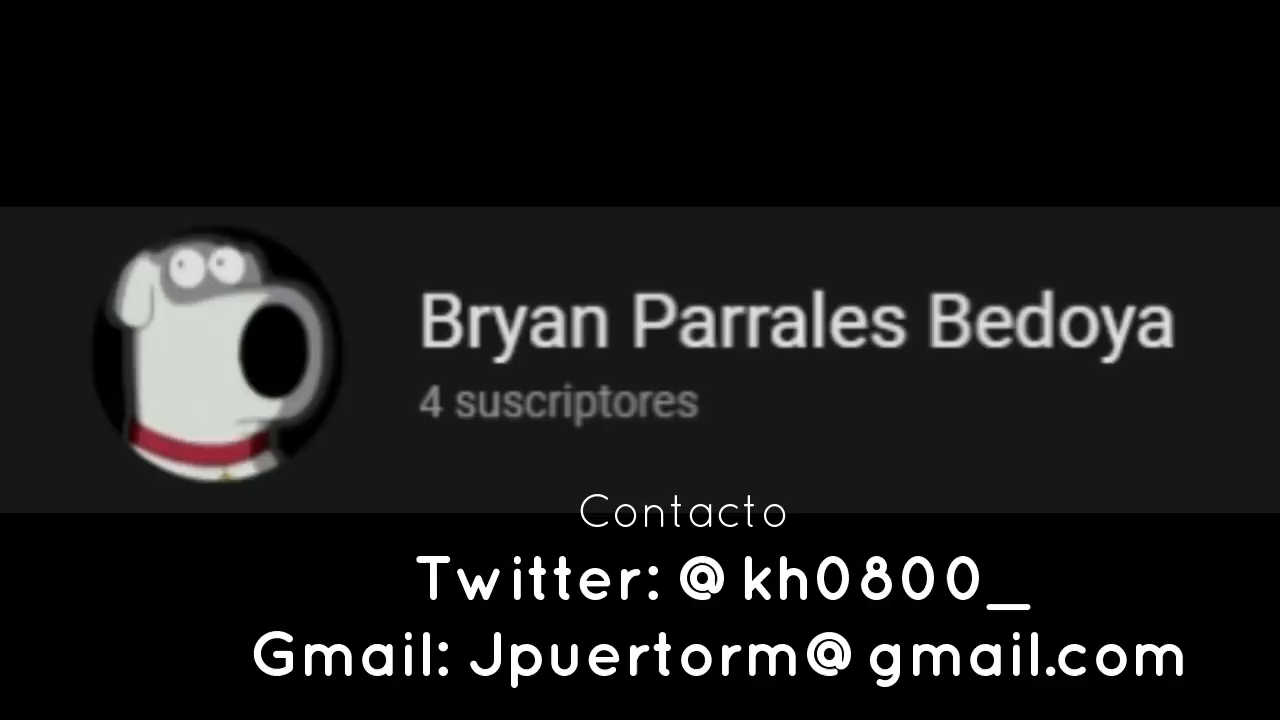 Bryan Parrales Bedoya
4 suscriptores
Contacto
Twitter: @kh0800_
Gmail: Jpuertorm@gmail.com